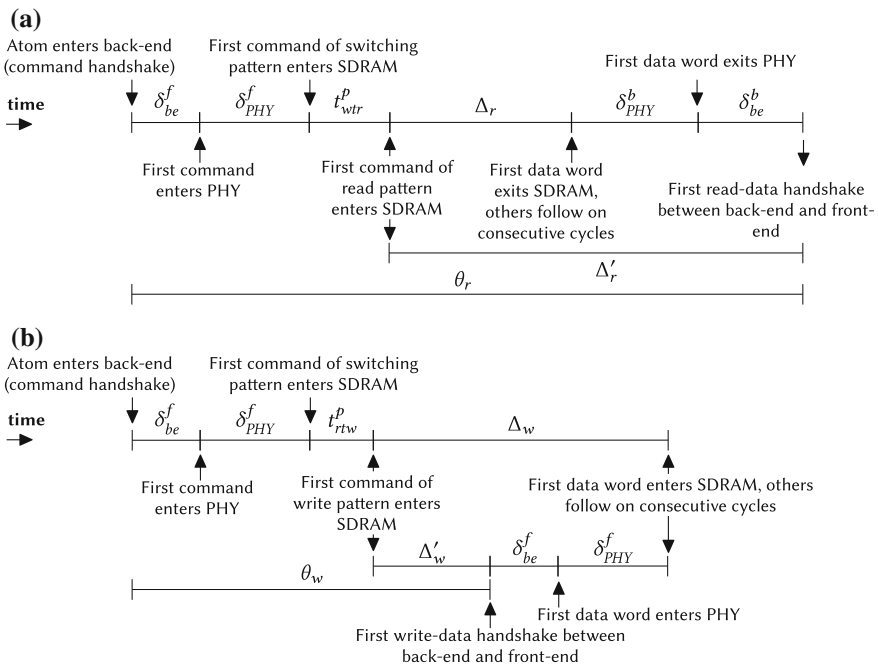 (a)
Atom enters back-end
(command handshake)
First command of switching
pattern enters SDRAM
First data word exits PHY
time
δ^f_be
δ^f_PHY
t^p_wtr
Δ_r
δ^b_PHY
δ^b_be
First command
enters PHY
First command of
read pattern
enters SDRAM
First data word
exits SDRAM,
others follow on
consecutive cycles
First read-data handshake
between back-end and front-
end
Δ′_r
θ_r
(b)
Atom enters back-end
(command handshake)
First command of switching
pattern enters SDRAM
time
δ^f_be
δ^f_PHY
t^p_rtw
Δ_w
First command
enters PHY
First command of
write pattern enters
SDRAM
First data word enters SDRAM, others
follow on consecutive cycles
Δ′_w
δ^f_be
δ^f_PHY
θ_w
First data word enters PHY
First write-data handshake between
back-end and front-end